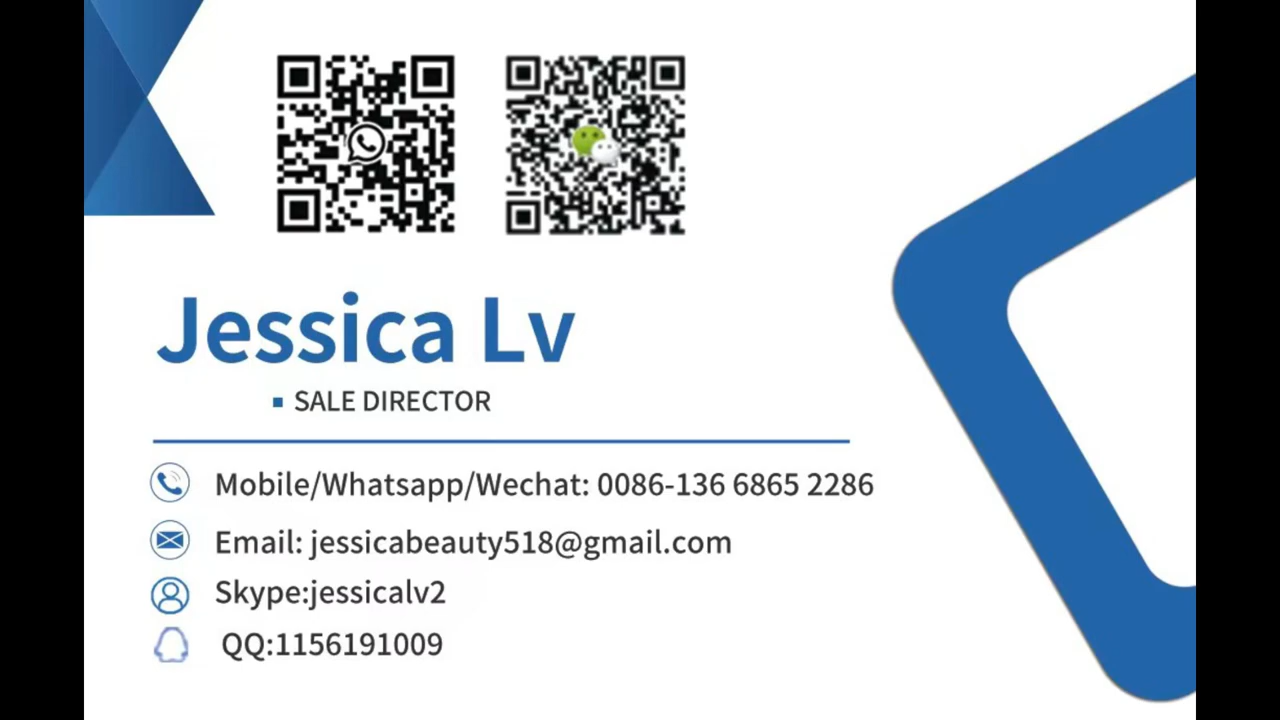 Jessica Lv
SALE DIRECTOR
Mobile/Whatsapp/Wechat: 0086-136 6865 2286
Email: jessicabeauty518@gmail.com
Skype:jessicalv2
QQ:1156191009